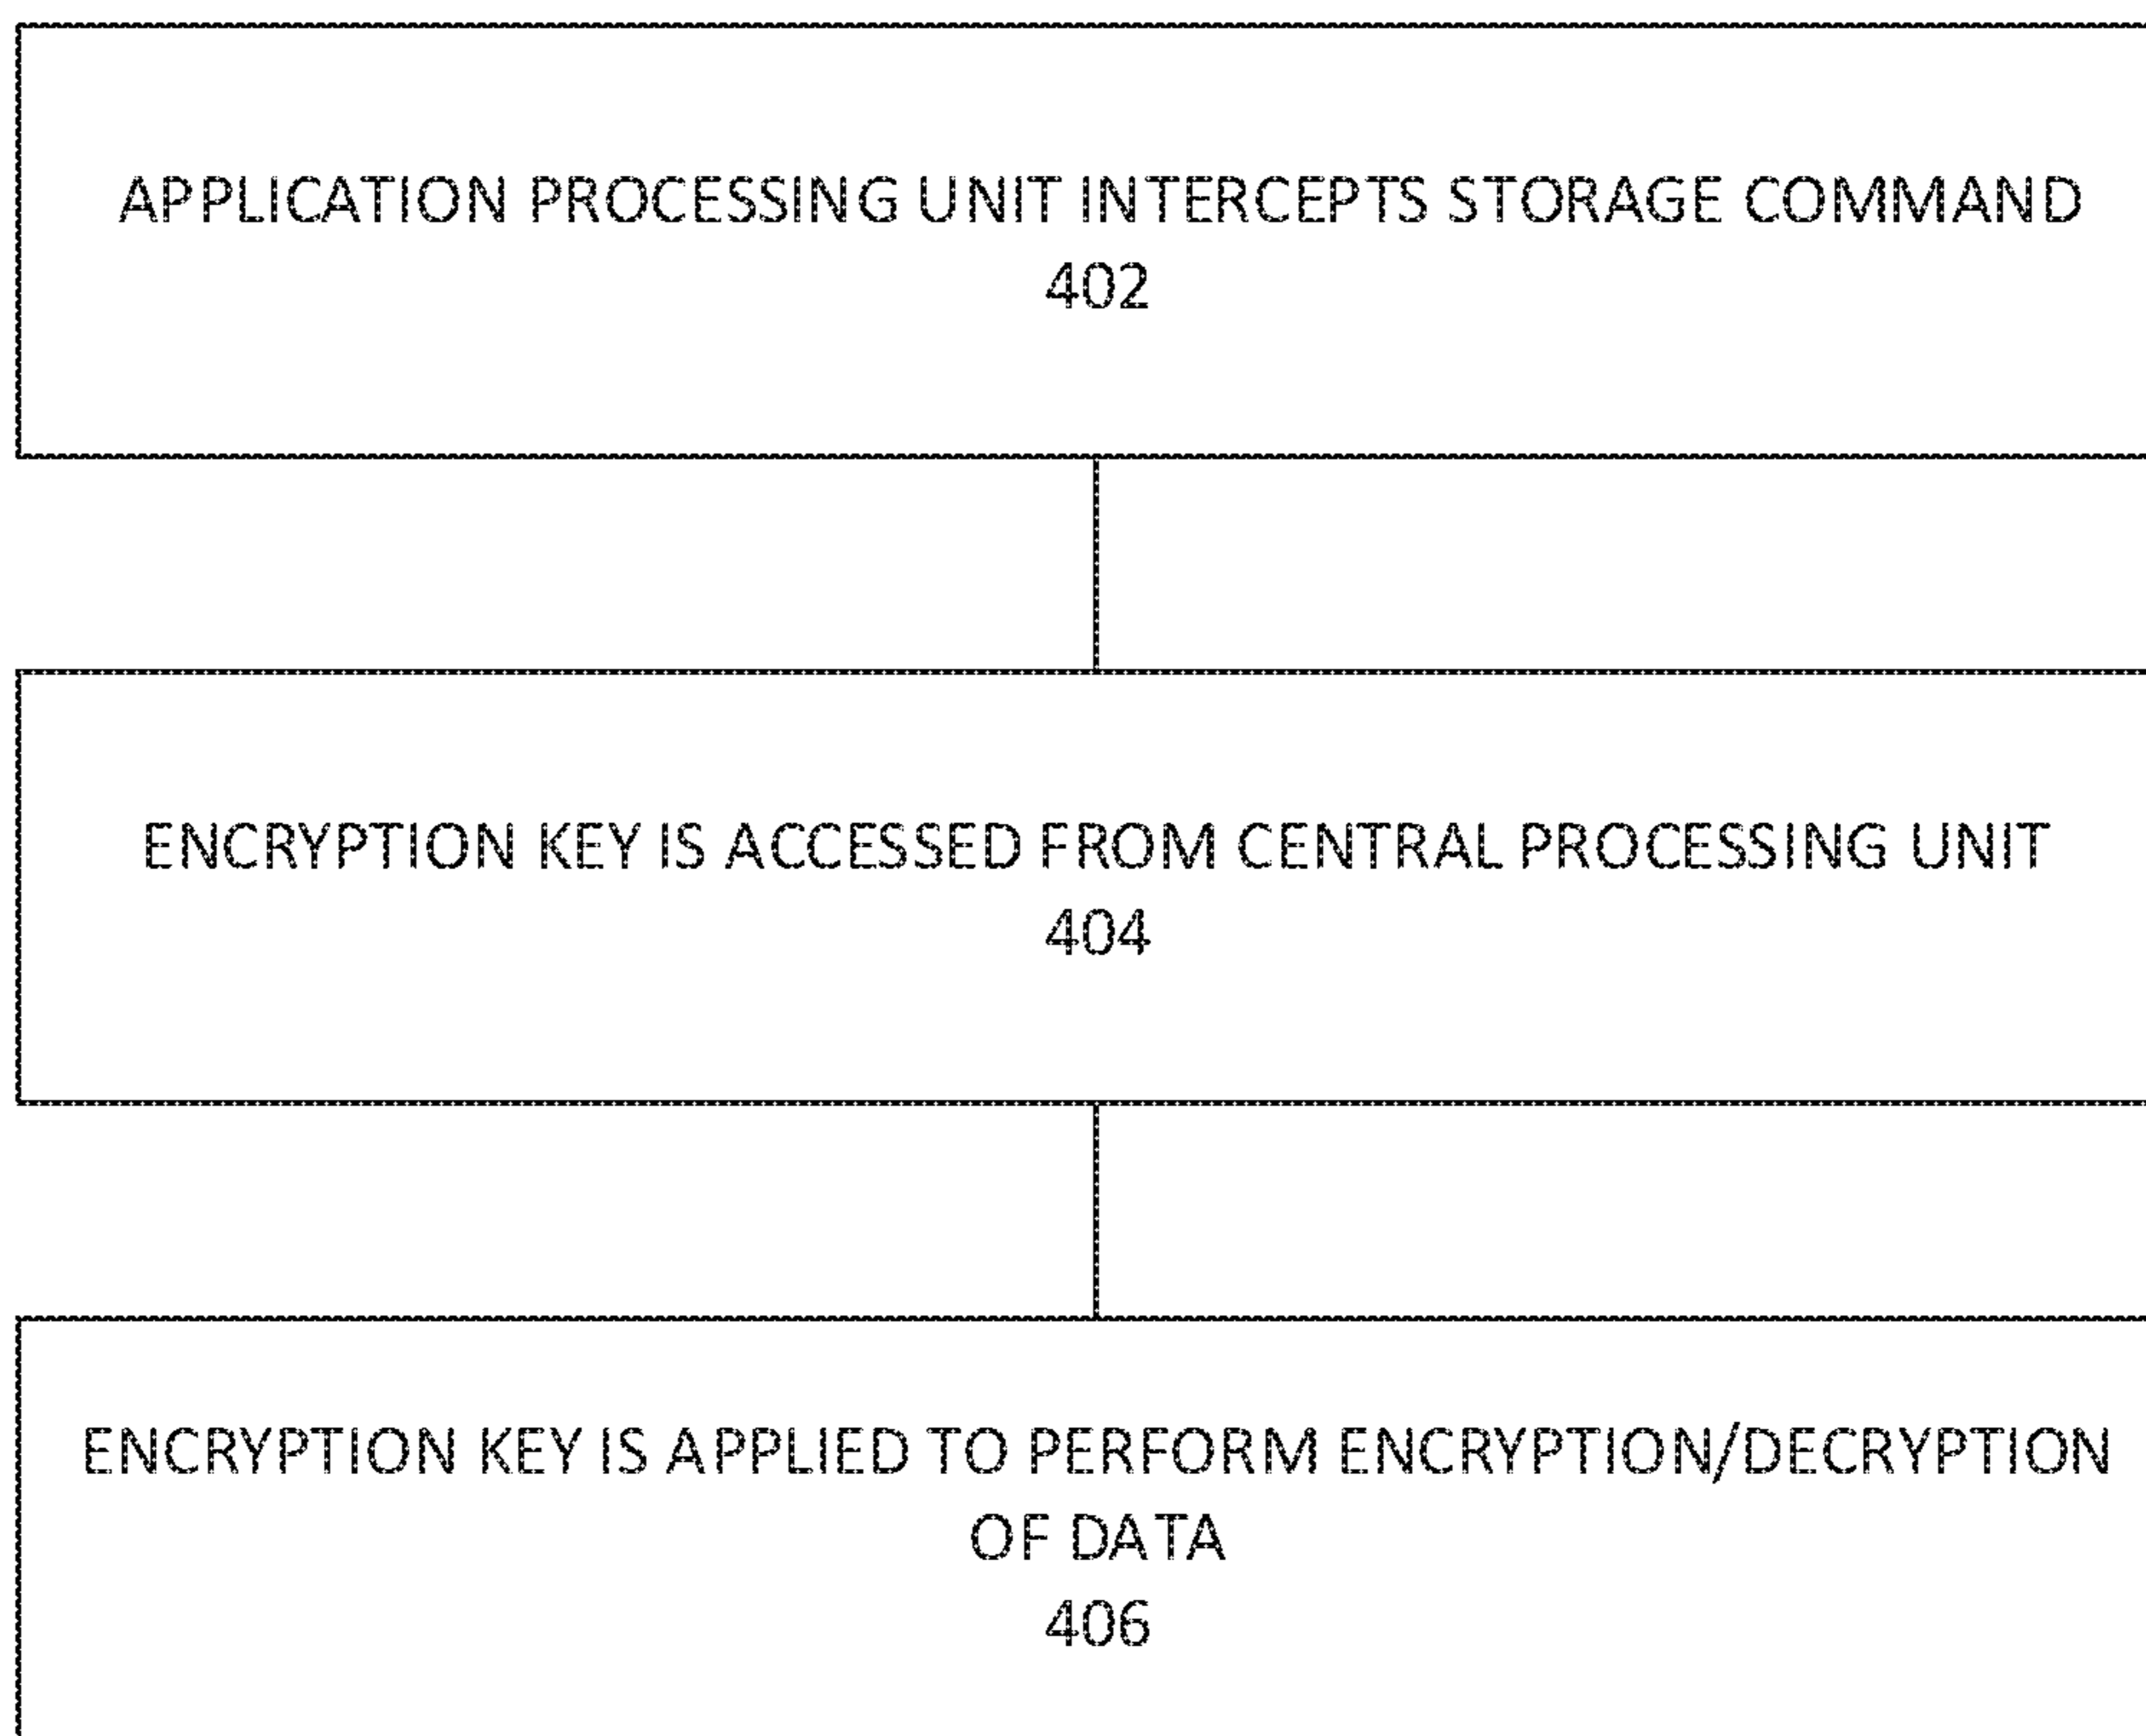 APPLICATION PROCESSING UNIT INTERCEPTS STORAGE COMMAND
402
ENCRYPTION KEY IS ACCESSED FROM CENTRAL PROCESSING UNIT
404
ENCRYPTION KEY IS APPLIED TO PERFORM ENCRYPTION/DECRYPTION
OF DATA
406